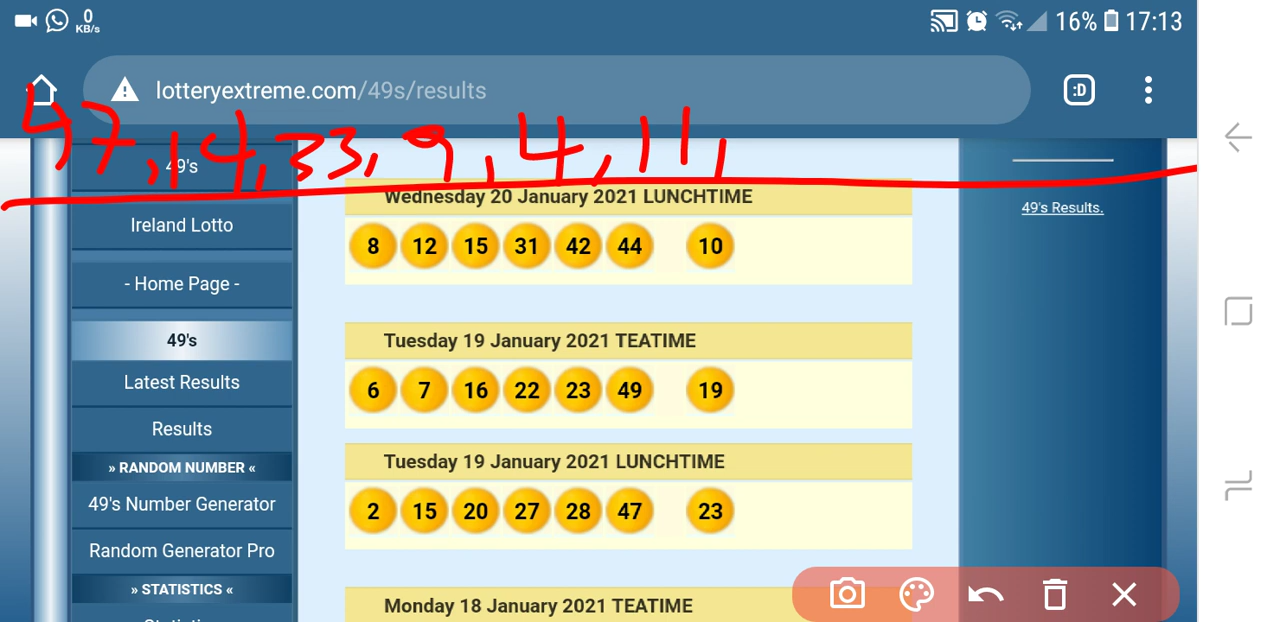 0
KB/s
16% 17:13
lotteryextreme.com/49s/results
:D
47, 14, 33, 9, 4, 11,
49's
Wednesday 20 January 2021 LUNCHTIME
49's Results.
Ireland Lotto
8 12 15 31 42 44 10
- Home Page -
Tuesday 19 January 2021 TEATIME
49's
6 7 16 22 23 49 19
Latest Results
Results
Tuesday 19 January 2021 LUNCHTIME
» RANDOM NUMBER «
2 15 20 27 28 47 23
49's Number Generator
Random Generator Pro
» STATISTICS «
Monday 18 January 2021 TEATIME